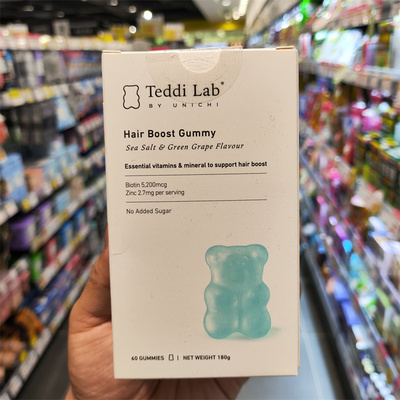 Teddi Lab®
BY UNICHI
Hair Boost Gummy
Sea Salt & Green Grape Flavour
Essential vitamins & mineral to support hair boost
Biotin 5,200mcg
Zinc 2.7mg per serving
No Added Sugar
60 GUMMIES | NET WEIGHT 180g